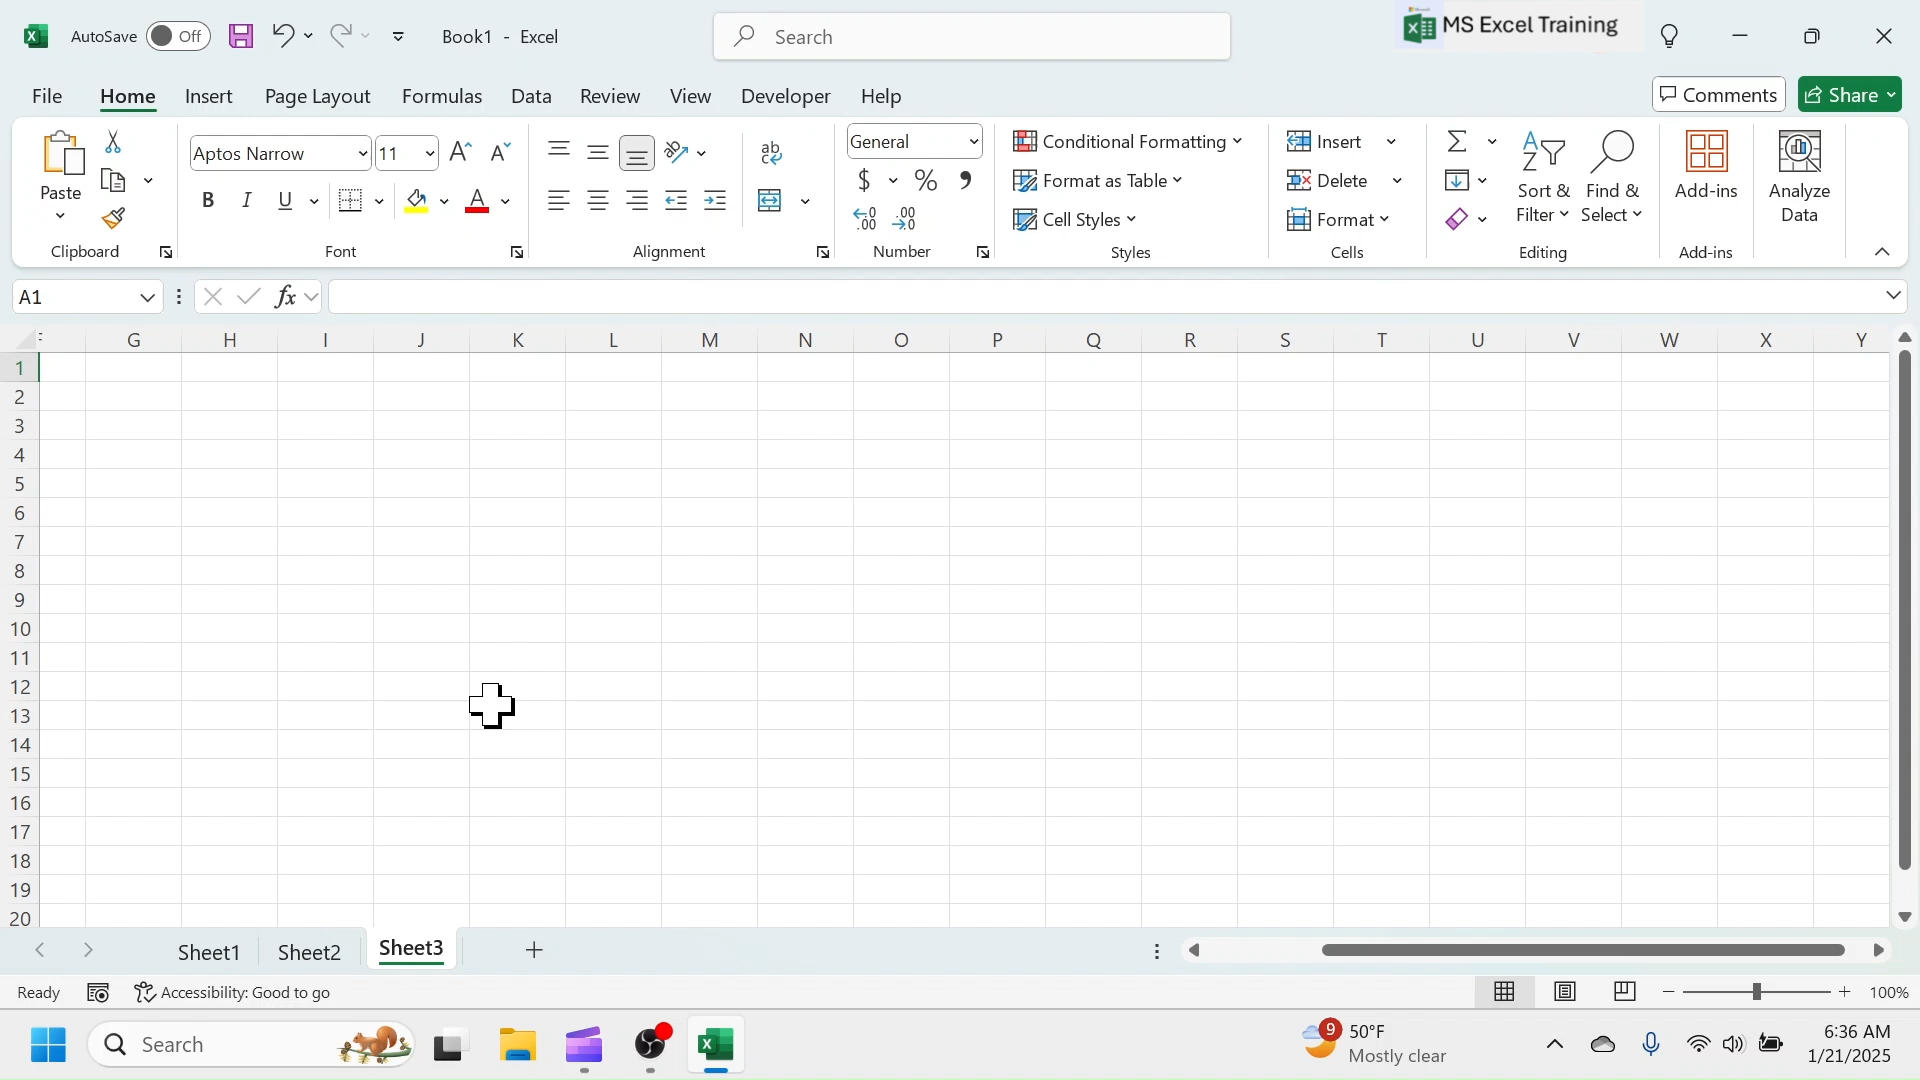 AutoSave Off Book1 - Excel Search MS Excel Training
File Home Insert Page Layout Formulas Data Review View Developer Help Comments Share
Paste
Clipboard
Aptos Narrow 11
B I U A
Font
ab
Alignment
General
$ % ,
Number
Conditional Formatting
Format as Table
Cell Styles
Styles
Insert
Delete
Format
Cells
Sort &
Filter
Find &
Select
Editing
Add-ins
Add-ins
Analyze
Data
A1 fx
F G H I J K L M N O P Q R S T U V W X Y
1
2
3
4
5
6
7
8
9
10
11
12
13
14
15
16
17
18
19
20
Sheet1 Sheet2 Sheet3 +
Ready Accessibility: Good to go 100%
Search 9 50°F 6:36 AM
Mostly clear 1/21/2025